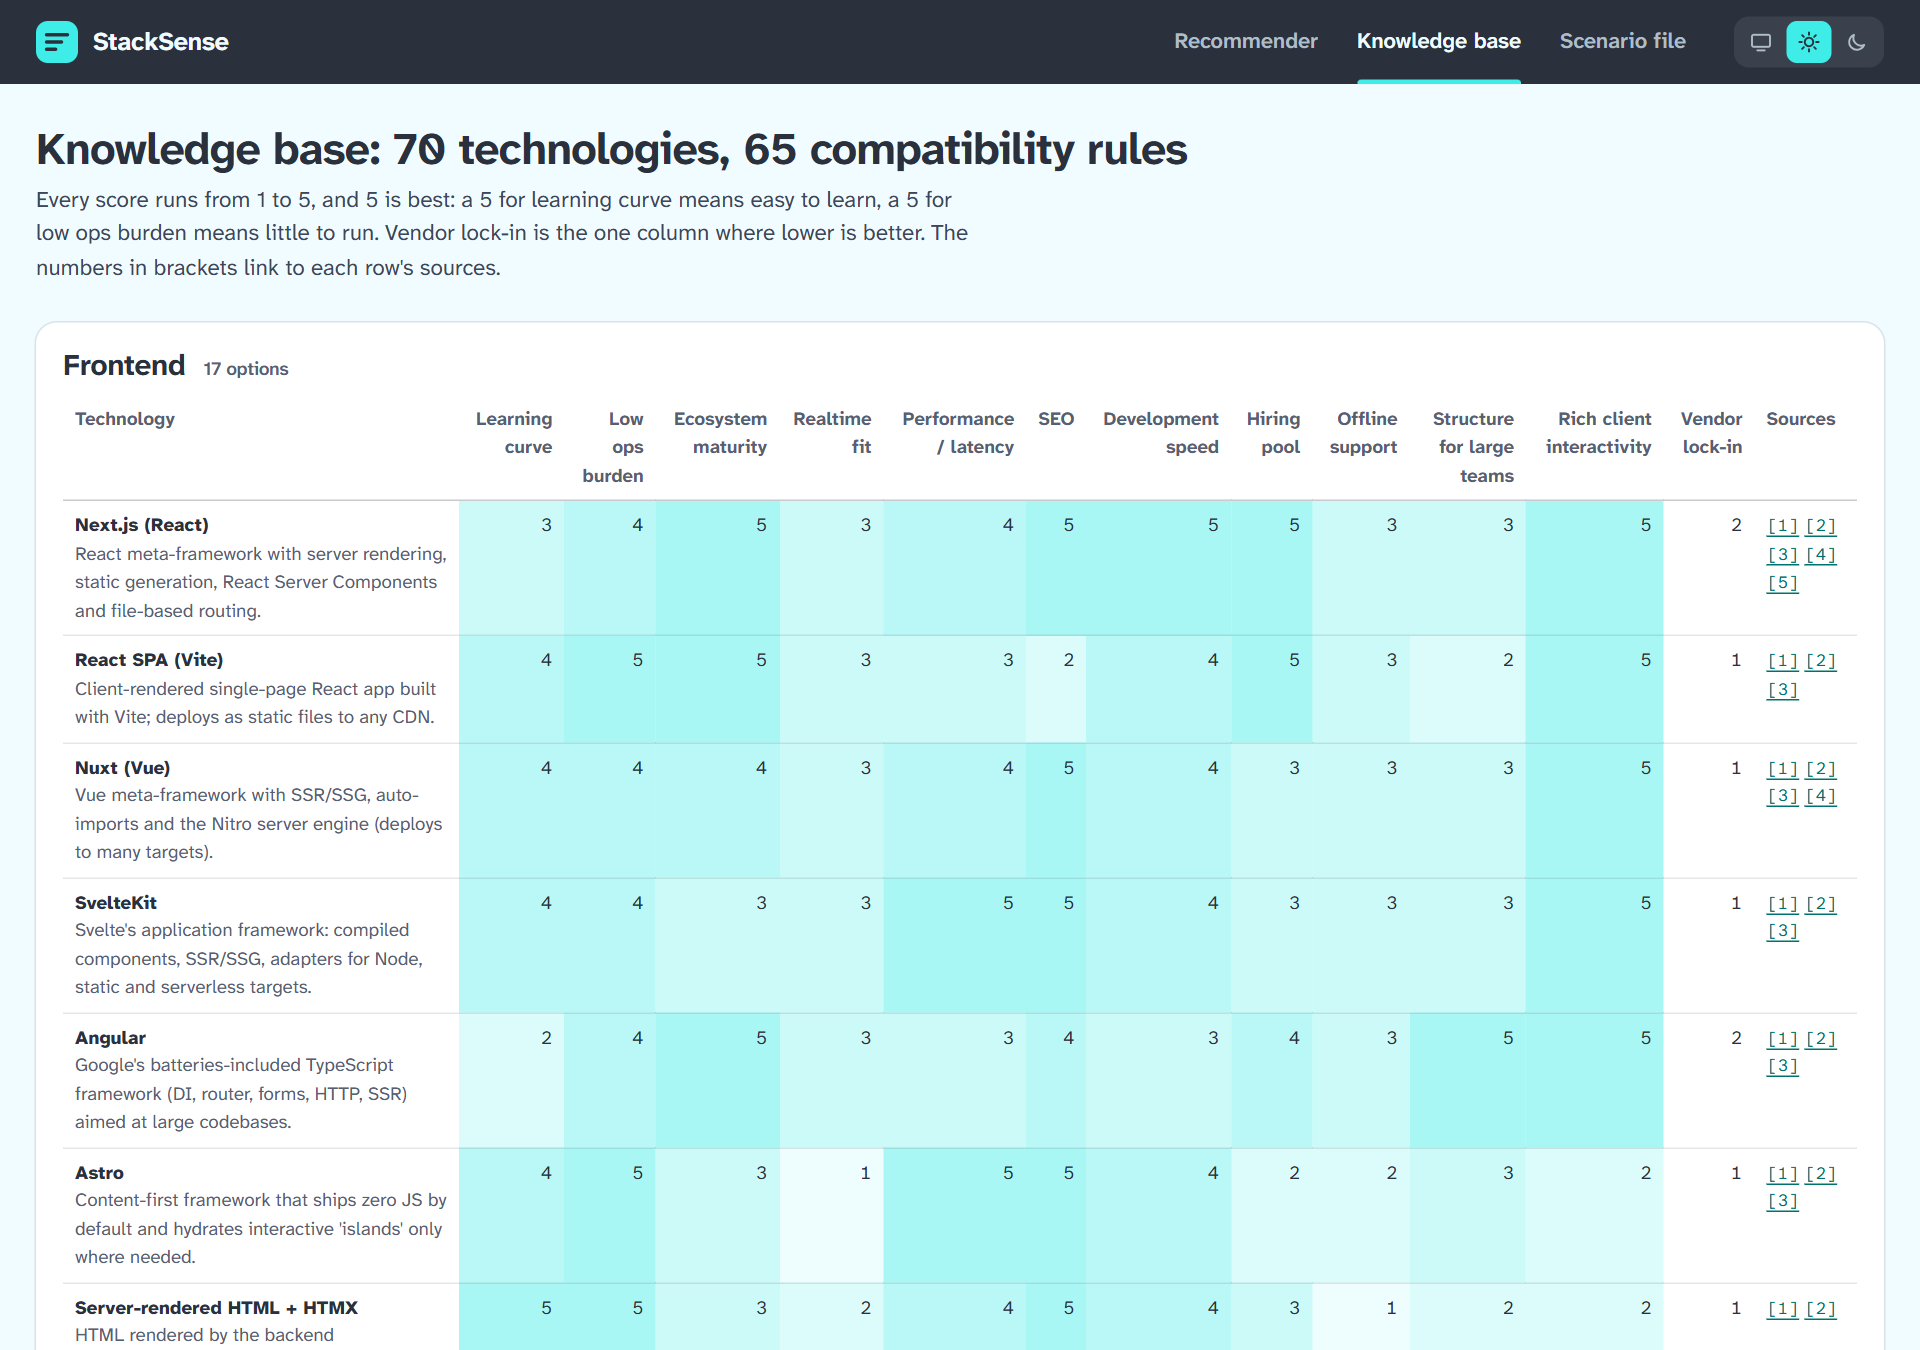 StackSense
Recommender Knowledge base Scenario file
Knowledge base: 70 technologies, 65 compatibility rules
Every score runs from 1 to 5, and 5 is best: a 5 for learning curve means easy to learn, a 5 for
low ops burden means little to run. Vendor lock-in is the one column where lower is better. The
numbers in brackets link to each row's sources.
Frontend 17 options
Technology Learning Low Ecosystem Realtime Performance SEO Development Hiring Offline Structure Rich client Vendor Sources
curve ops maturity fit / latency speed pool support for large interactivity lock-in
burden teams
Next.js (React) 3 4 5 3 4 5 5 5 3 3 5 2 [1] [2]
React meta-framework with server rendering, [3] [4]
static generation, React Server Components [5]
and file-based routing.
React SPA (Vite) 4 5 5 3 3 2 4 5 3 2 5 1 [1] [2]
Client-rendered single-page React app built [3]
with Vite; deploys as static files to any CDN.
Nuxt (Vue) 4 4 4 3 4 5 4 3 3 3 5 1 [1] [2]
Vue meta-framework with SSR/SSG, auto- [3] [4]
imports and the Nitro server engine (deploys
to many targets).
SvelteKit 4 4 3 3 5 5 4 3 3 3 5 1 [1] [2]
Svelte's application framework: compiled [3]
components, SSR/SSG, adapters for Node,
static and serverless targets.
Angular 2 4 5 3 3 4 3 4 3 5 5 2 [1] [2]
Google's batteries-included TypeScript [3]
framework (DI, router, forms, HTTP, SSR)
aimed at large codebases.
Astro 4 5 3 1 5 5 4 2 2 3 2 1 [1] [2]
Content-first framework that ships zero JS by [3]
default and hydrates interactive 'islands' only
where needed.
Server-rendered HTML + HTMX 5 5 3 2 4 5 4 3 1 2 2 1 [1] [2]
HTML rendered by the backend